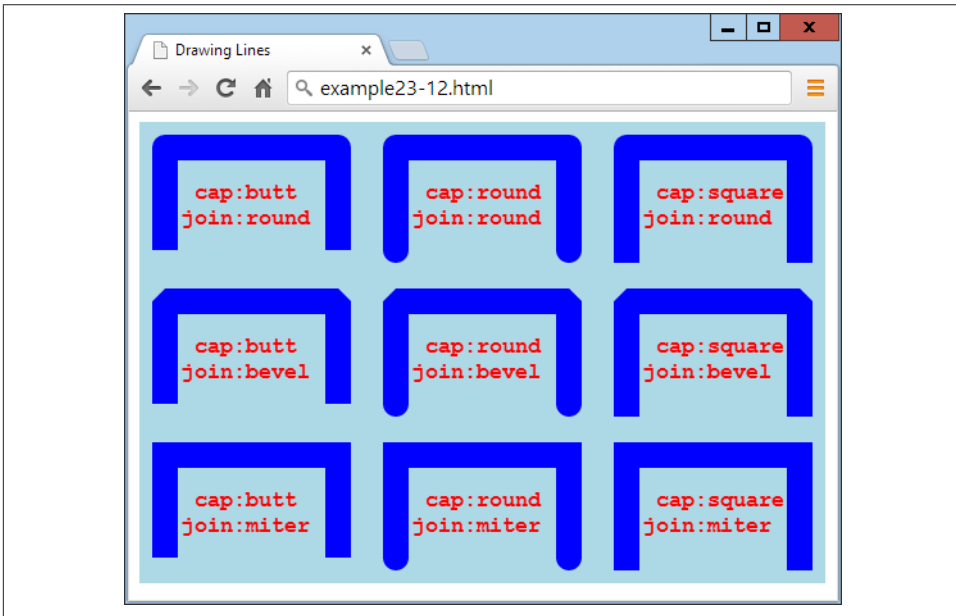 Drawing Lines
example23-12.html
cap:butt
join:round
cap:round
join:round
cap:square
join:round
cap:butt
join:bevel
cap:round
join:bevel
cap:square
join:bevel
cap:butt
join:miter
cap:round
join:miter
cap:square
join:miter